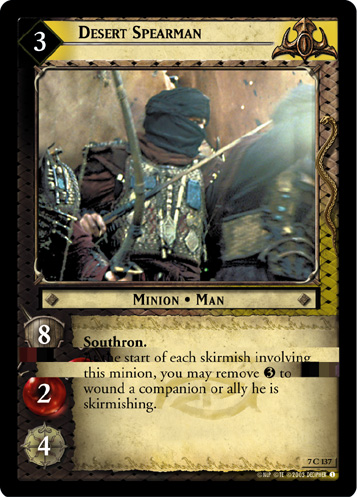 3 Desert Spearman
Minion • Man
8
Southron.
the start of each skirmish involving
this minion, you may remove 3 to
wound a companion or ally he is
skirmishing.
2
4
7 C 137